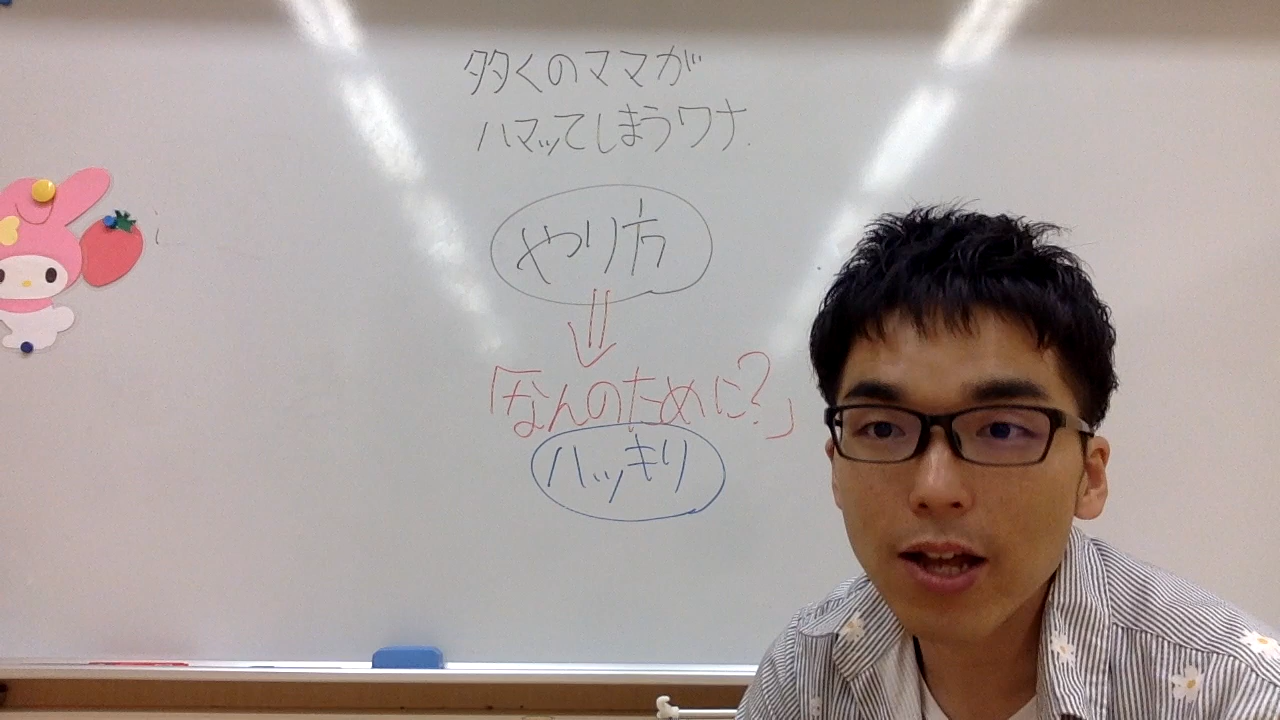 多くのママが
ハマッてしまうワナ
やり方
「なんのために?」
ハッキリ